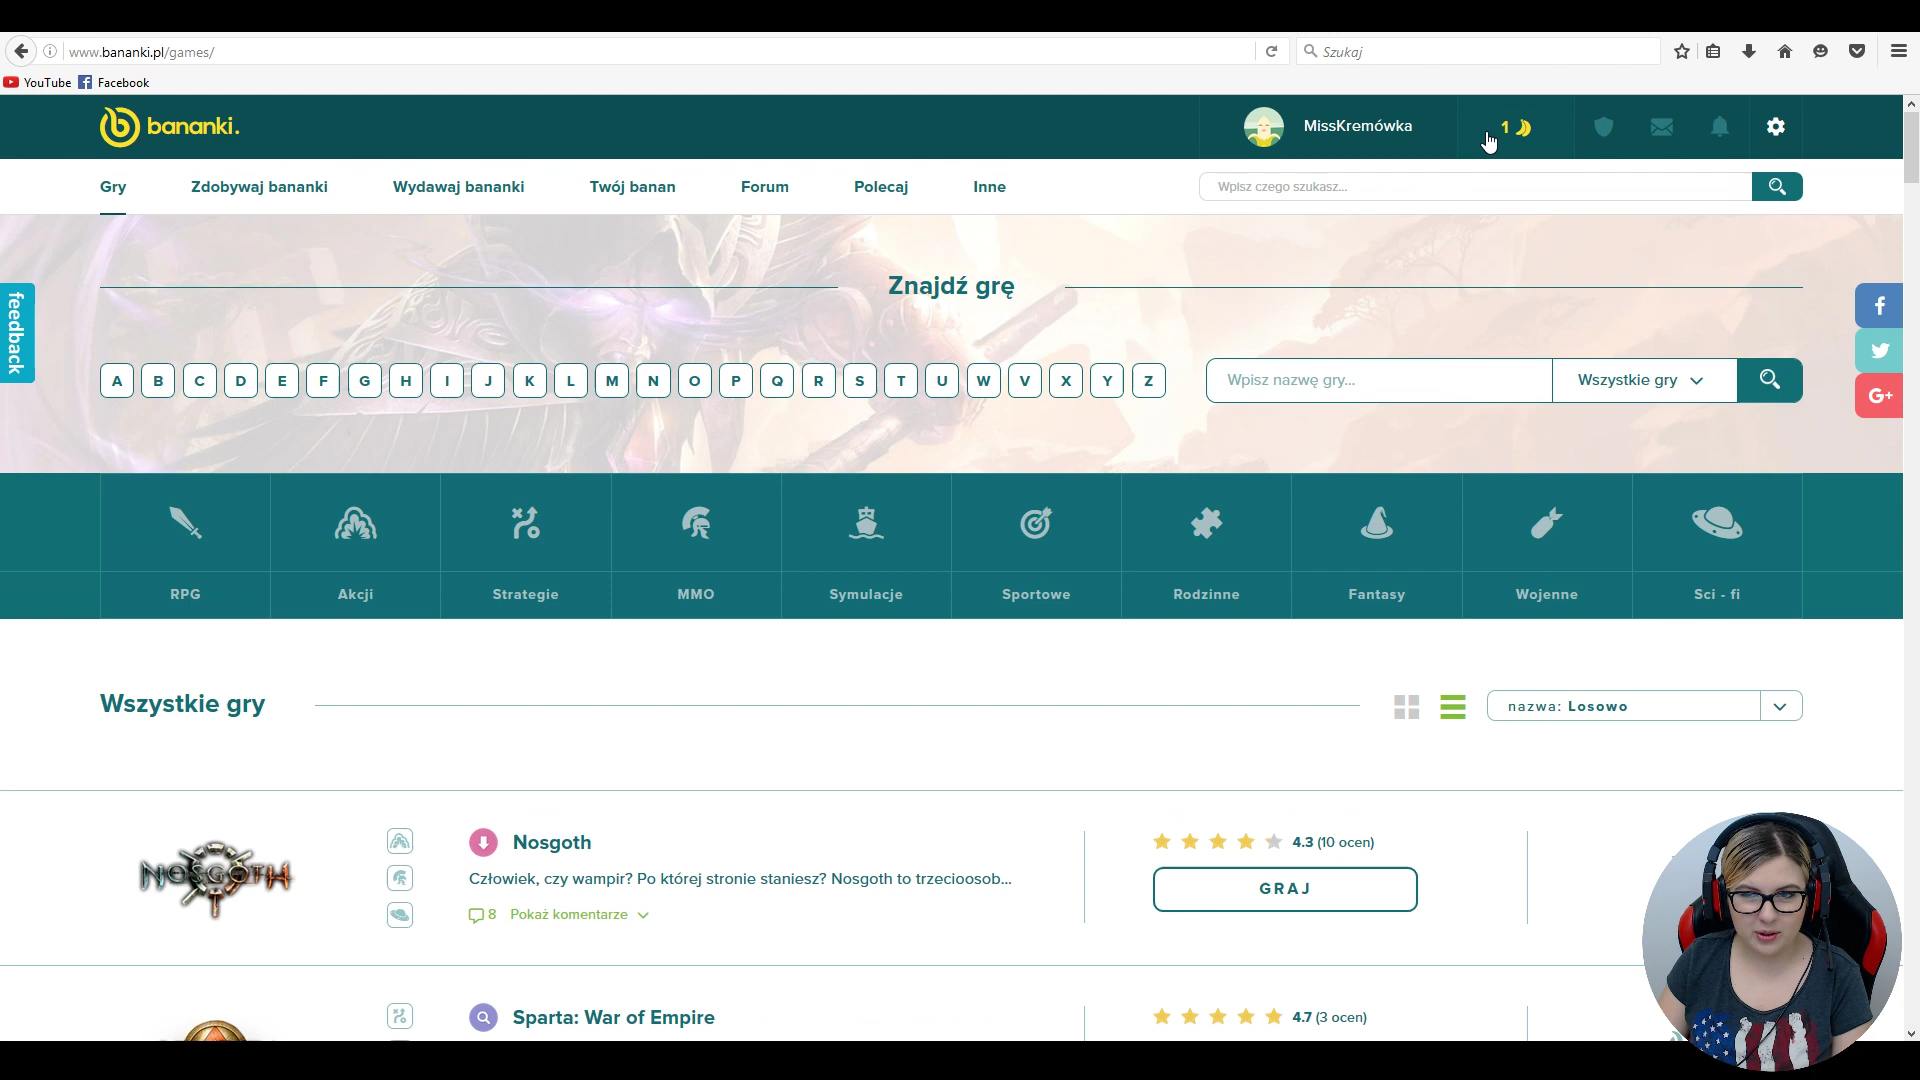 www.bananki.pl/games/
Szukaj
YouTube
Facebook
bananki.
MissKremówka
1
Gry
Zdobywaj bananki
Wydawaj bananki
Twój banan
Forum
Polecaj
Inne
Wpisz czego szukasz...
feedback
Znajdź grę
A B C D E F G H I J K L M N O P Q R S T U W V X Y Z
Wpisz nazwę gry...
Wszystkie gry
f
G+
RPG
Akcji
Strategie
MMO
Symulacje
Sportowe
Rodzinne
Fantasy
Wojenne
Sci - fi
Wszystkie gry
nazwa: Losowo
NOSGOTH
Nosgoth
4.3 (10 ocen)
Człowiek, czy wampir? Po której stronie staniesz? Nosgoth to trzecioosob...
GRAJ
8 Pokaż komentarze
Sparta: War of Empire
4.7 (3 ocen)